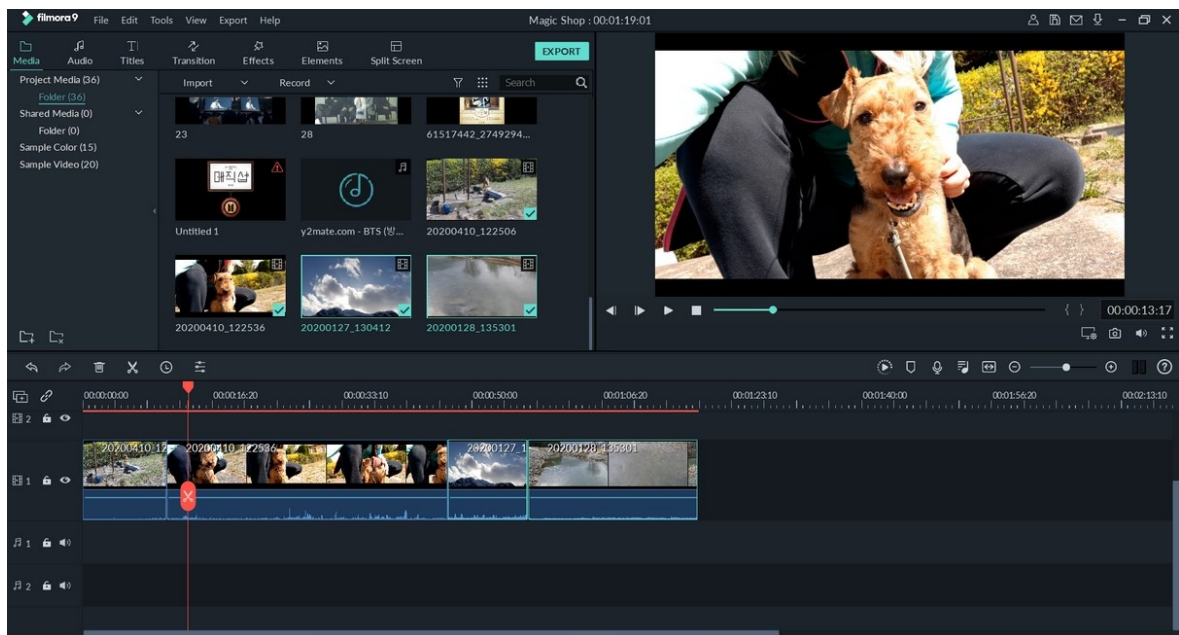 filmora9 File Edit Tools View Export Help Magic Shop : 00:01:19:01
Media Audio Titles Transition Effects Elements Split Screen EXPORT
Project Media (36) Import Record Search
Folder (36)
Shared Media (0)
Folder (0)
Sample Color (15)
Sample Video (20)
23 28 61517442_2749294...
매직샵
Untitled 1 y2mate.com - BTS (방... 20200410_122506
20200410_122536 20200127_130412 20200128_135301
00:00:13:17
00:00:00:00 00:00:16:20 00:00:33:10 00:00:50:00 00:01:06:20 00:01:23:10 00:01:40:00 00:01:56:20 00:02:13:10
2
20200410_12 20200410_122536 20200127_1 20200128_135301
1
1
2